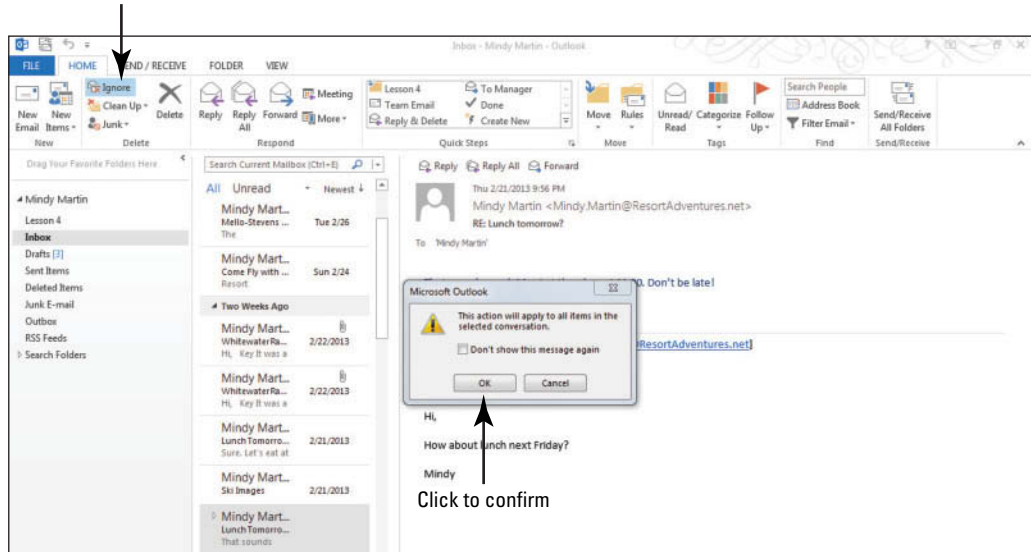 Inbox - Mindy Martin - Outlook
FILE HOME END / RECEIVE FOLDER VIEW
Ignore
Clean Up
Junk
New Email
New Items
Delete
Reply
Reply All
Forward
Meeting
More
Lesson 4
Team Email
Reply & Delete
To Manager
Done
Create New
Move
Rules
Unread/ Read
Categorize
Follow Up
Search People
Address Book
Filter Email
Send/Receive All Folders
New Delete Respond Quick Steps Move Tags Find Send/Receive
Drag Your Favorite Folders Here
Mindy Martin
Lesson 4
Inbox
Drafts [3]
Sent Items
Deleted Items
Junk E-mail
Outbox
RSS Feeds
Search Folders
Search Current Mailbox (Ctrl+E)
All Unread Newest
Mindy Mart...
Mello-Stevens ... Tue 2/26
The
Mindy Mart...
Come Fly with ... Sun 2/24
Resort
Two Weeks Ago
Mindy Mart...
WhitewaterRa... 2/22/2013
Hi, Key It was a
Mindy Mart...
WhitewaterRa... 2/22/2013
Hi, Key It was a
Mindy Mart...
LunchTomorro... 2/21/2013
Sure. Let's eat at
Mindy Mart...
Ski Images 2/21/2013
Mindy Mart...
LunchTomorro...
That sounds
Reply Reply All Forward
Thu 2/21/2013 9:56 PM
Mindy Martin <Mindy.Martin@ResortAdventures.net>
RE: Lunch tomorrow?
To 'Mindy Martin'
Don't be late!
Microsoft Outlook
This action will apply to all items in the
selected conversation.
Don't show this message again
OK Cancel
@ResortAdventures.net]
Hi,
How about lunch next Friday?
Mindy
Click to confirm